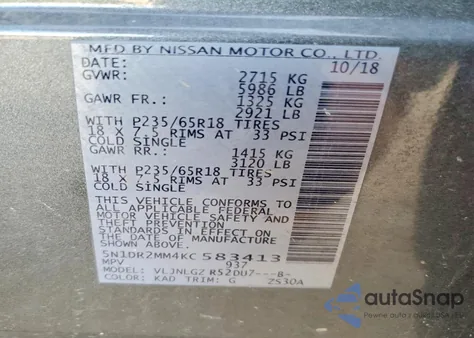 MFD BY NISSAN MOTOR CO., LTD.
DATE: 10/18
GVWR: 2715 KG
5986 LB
GAWR FR.: 1325 KG
2921 LB
WITH P235/65R18 TIRES
18 X 7.5 RIMS AT 33 PSI
COLD SINGLE
GAWR RR.: 1415 KG
3120 LB
WITH P235/65R18 TIRES
18 X 7.5 RIMS AT 33 PSI
COLD SINGLE
THIS VEHICLE CONFORMS TO
ALL APPLICABLE FEDERAL
MOTOR VEHICLE SAFETY AND
THEFT PREVENTION
STANDARDS IN EFFECT ON
THE DATE OF MANUFACTURE
SHOWN ABOVE.
5N1DR2MM4KC 583413
MPV 937
MODEL: VLJNLGZ R52DU7---B-
COLOR: KAD TRIM: G ZS30A
autoSnap